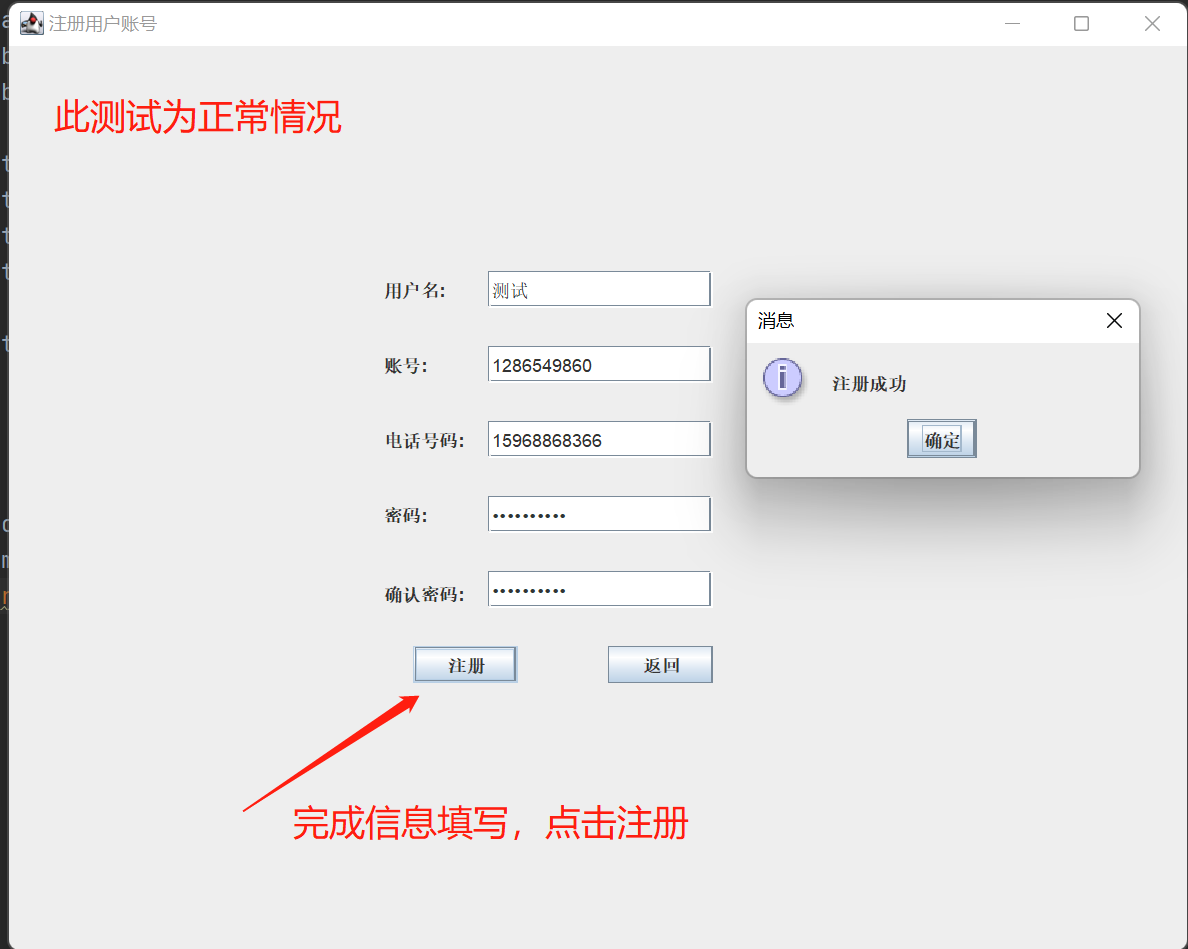 注册用户账号
此测试为正常情况
用户名: 测试
消息
账号: 1286549860
注册成功
电话号码: 15968868366
确定
密码: ••••••••••
确认密码: ••••••••••
注册 返回
完成信息填写，点击注册